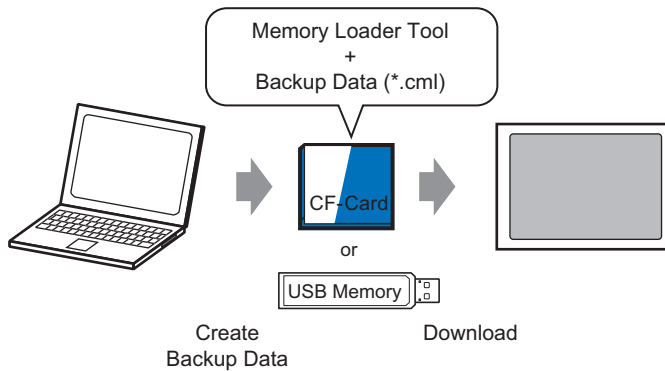 Memory Loader Tool
+
Backup Data (*.cml)
CF-Card
or
USB Memory
Create
Backup Data
Download